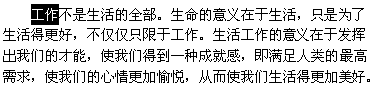 工作不是生活的全部。生命的意义在于生活，只是为了
生活得更好，不仅仅只限于工作。生活工作的意义在于发挥
出我们的才能，使我们得到一种成就感，即满足人类的最高
需求，使我们的心情更加愉悦，从而使我们生活得更加美好。